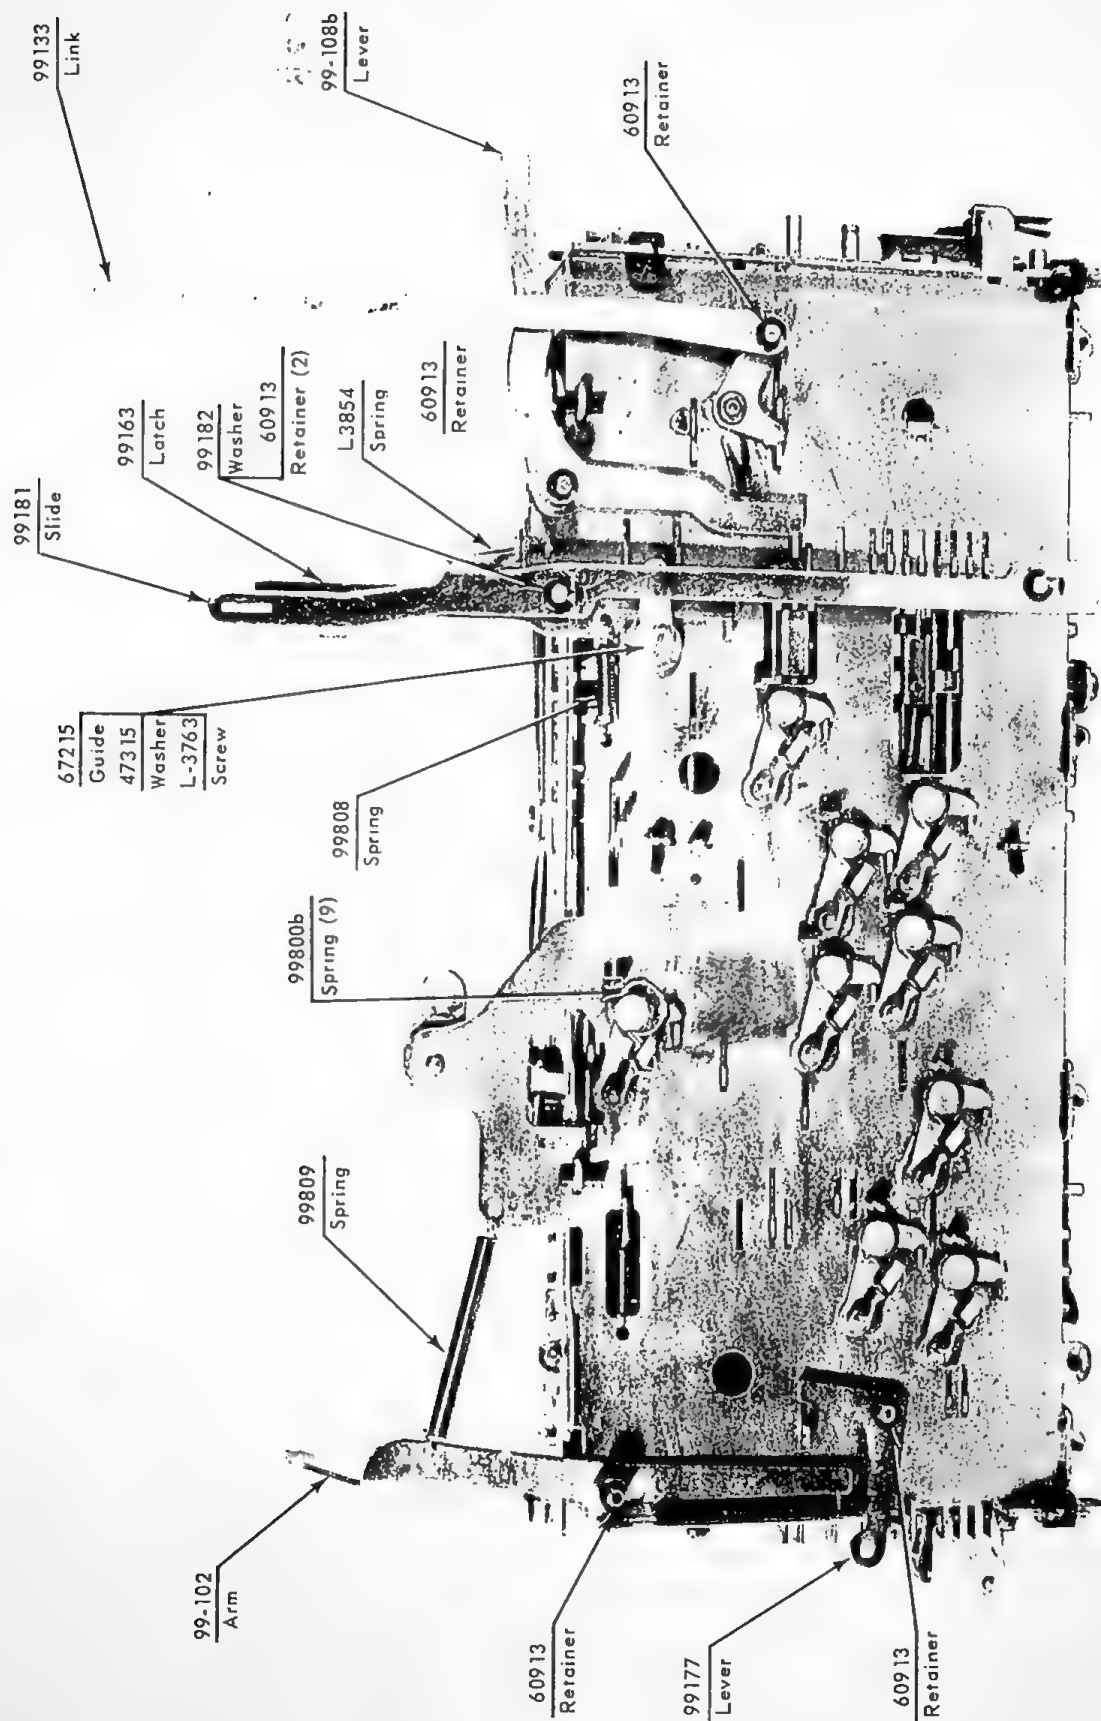 99133
Link
99-108b
Lever
60913
Retainer
99181
Slide
99163
Latch
99182
Washer
60913
Retainer (2)
L3854
Spring
60913
Retainer
67215
Guide
47315
Washer
L-3763
Screw
99808
Spring
99800b
Spring (9)
99809
Spring
99-102
Arm
60913
Retainer
99177
Lever
60913
Retainer